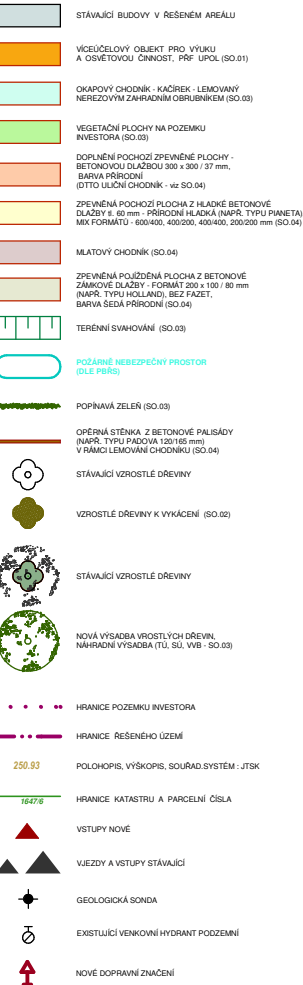 STÁVAJÍCÍ BUDOVY V ŘEŠENÉM AREÁLU
VÍCEÚČELOVÝ OBJEKT PRO VÝUKU
A OSVĚTOVOU ČINNOST, PŘF UPOL (SO.01)
OKAPOVÝ CHODNÍK - KAČÍREK - LEMOVANÝ
NEREZOVÝM ZAHRADNÍM OBRUBNÍKEM (SO.03)
VEGETAČNÍ PLOCHY NA POZEMKU
INVESTORA (SO.03)
DOPLNĚNÍ POCHOZÍ ZPEVNĚNÉ PLOCHY -
BETONOVOU DLAŽBOU 300 x 300 / 37 mm,
BARVA PŘÍRODNÍ
(DTTO ULIČNÍ CHODNÍK - viz SO.04)
ZPEVNĚNÁ POCHOZÍ PLOCHA Z HLADKÉ BETONOVÉ
DLAŽBY tl. 60 mm - PŘÍRODNÍ HLADKÁ (NAPŘ. TYPU PIANETA)
MIX FORMÁTŮ - 600/400, 400/200, 400/400, 200/200 mm (SO.04)
MLATOVÝ CHODNÍK (SO.04)
ZPEVNĚNÁ POJÍŽDĚNÁ PLOCHA Z BETONOVÉ
ZÁMKOVÉ DLAŽBY - FORMÁT 200 x 100 / 80 mm
(NAPŘ. TYPU HOLLAND), BEZ FAZET,
BARVA ŠEDÁ PŘÍRODNÍ (SO.04)
TERÉNNÍ SVAHOVÁNÍ (SO.03)
POŽÁRNĚ NEBEZPEČNÝ PROSTOR
(DLE PBŘS)
POPÍNAVÁ ZELEŇ (SO.03)
OPĚRNÁ STĚNKA Z BETONOVÉ PALISÁDY
(NAPŘ. TYPU PADOVA 120/165 mm)
V RÁMCI LEMOVÁNÍ CHODNÍKU (SO.04)
STÁVAJÍCÍ VZROSTLÉ DŘEVINY
VZROSTLÉ DŘEVINY K VYKÁCENÍ (SO.02)
STÁVAJÍCÍ VZROSTLÉ DŘEVINY
NOVÁ VÝSADBA VROSTLÝCH DŘEVIN,
NÁHRADNÍ VÝSADBA (TÚ, SÚ, VVB - SO.03)
HRANICE POZEMKU INVESTORA
HRANICE ŘEŠENÉHO ÚZEMÍ
250.93 POLOHOPIS, VÝŠKOPIS, SOUŘAD.SYSTÉM : JTSK
1647/6 HRANICE KATASTRU A PARCELNÍ ČÍSLA
VSTUPY NOVÉ
VJEZDY A VSTUPY STÁVAJÍCÍ
GEOLOGICKÁ SONDA
EXISTUJÍCÍ VENKOVNÍ HYDRANT PODZEMNÍ
NOVÉ DOPRAVNÍ ZNAČENÍ